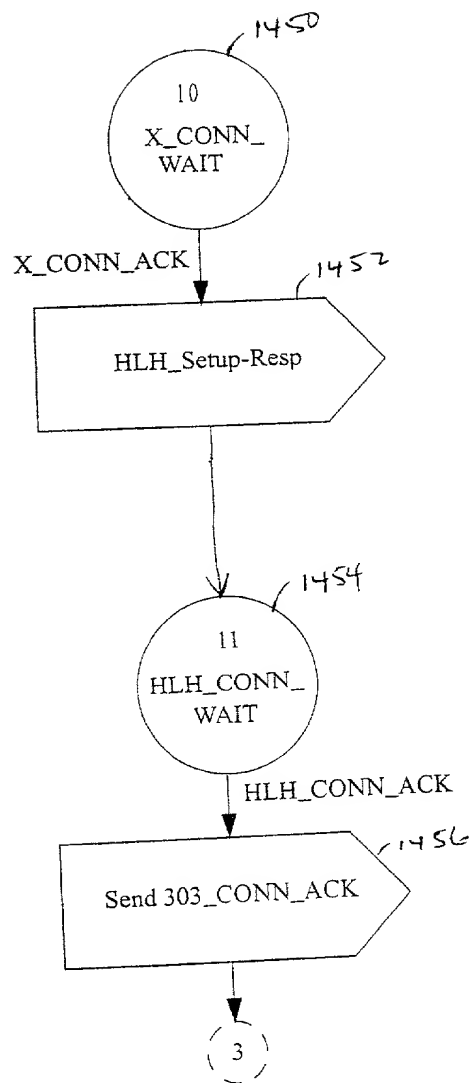 1450
10
X_CONN_
WAIT
X_CONN_ACK
1452
HLH_Setup-Resp
1454
11
HLH_CONN_
WAIT
HLH_CONN_ACK
1456
Send 303_CONN_ACK
3